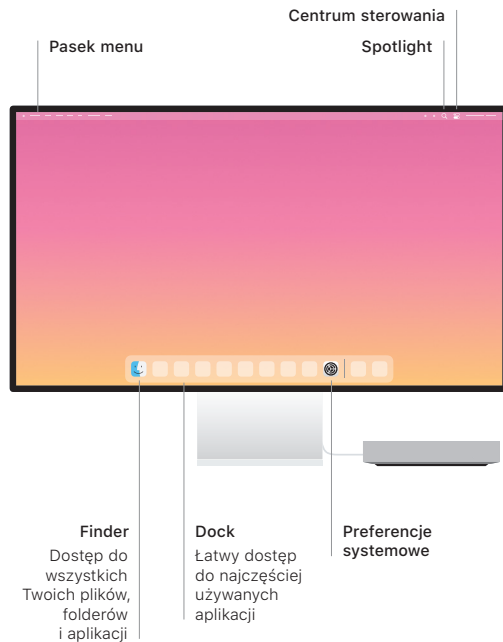 Centrum sterowania
Pasek menu
Spotlight
Finder
Dostęp do
wszystkich
Twoich plików,
folderów
i aplikacji
Dock
Łatwy dostęp
do najczęściej
używanych
aplikacji
Preferencje
systemowe